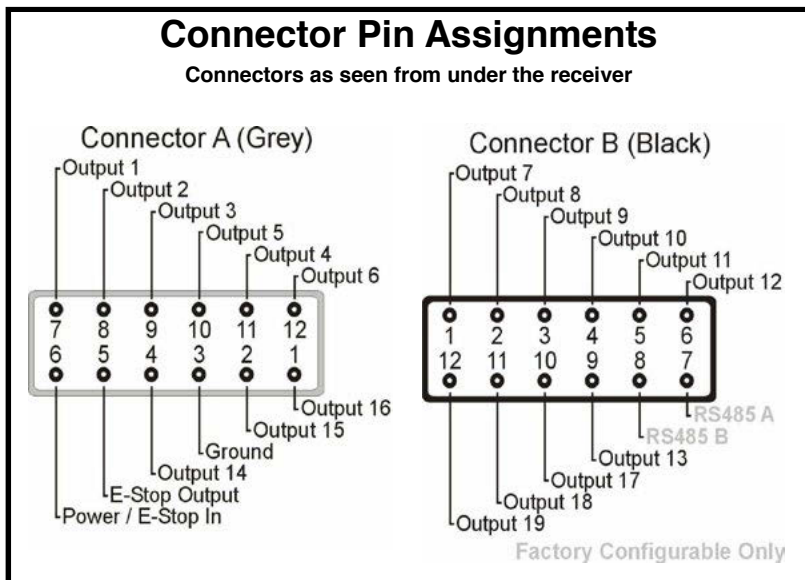 Connector Pin Assignments
Connectors as seen from under the receiver
Connector A (Grey)
Output 1
Output 2
Output 3
Output 5
Output 4
Output 6
7 8 9 10 11 12
6 5 4 3 2 1
Output 16
Output 15
Ground
Output 14
E-Stop Output
Power / E-Stop In
Connector B (Black)
Output 7
Output 8
Output 9
Output 10
Output 11
Output 12
1 2 3 4 5 6
12 11 10 9 8 7
RS485 A
RS485 B
Output 13
Output 17
Output 18
Output 19
Factory Configurable Only